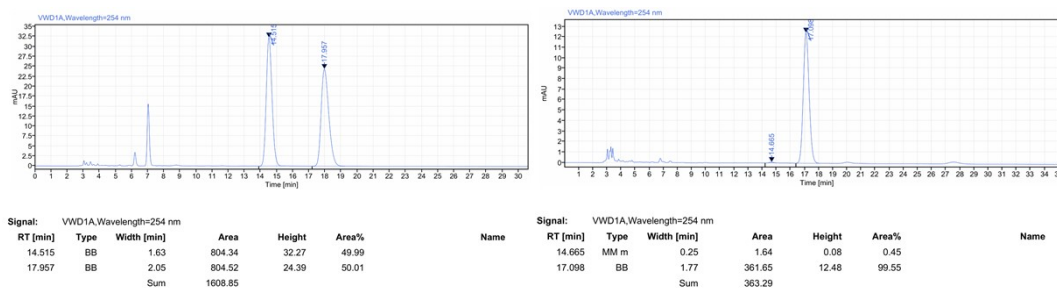 VWD1A,Wavelength=254 nm
mAU
35
32.5
30
27.5
25
22.5
20
17.5
15
12.5
10
7.5
5
2.5
0
14.515
17.957
0 1 2 3 4 5 6 7 8 9 10 11 12 13 14 15 16 17 18 19 20 21 22 23 24 25 26 27 28 29 30
Time [min]
Signal: VWD1A,Wavelength=254 nm
RT [min] Type Width [min] Area Height Area% Name
14.515 BB 1.63 804.34 32.27 49.99
17.957 BB 2.05 804.52 24.39 50.01
Sum 1608.85
VWD1A,Wavelength=254 nm
mAU
13
12
11
10
9
8
7
6
5
4
3
2
1
0
14.665
17.098
1 2 3 4 5 6 7 8 9 10 11 12 13 14 15 16 17 18 19 20 21 22 23 24 25 26 27 28 29 30 31 32 33 34 35
Time [min]
Signal: VWD1A,Wavelength=254 nm
RT [min] Type Width [min] Area Height Area% Name
14.665 MM m 0.25 1.64 0.08 0.45
17.098 BB 1.77 361.65 12.48 99.55
Sum 363.29